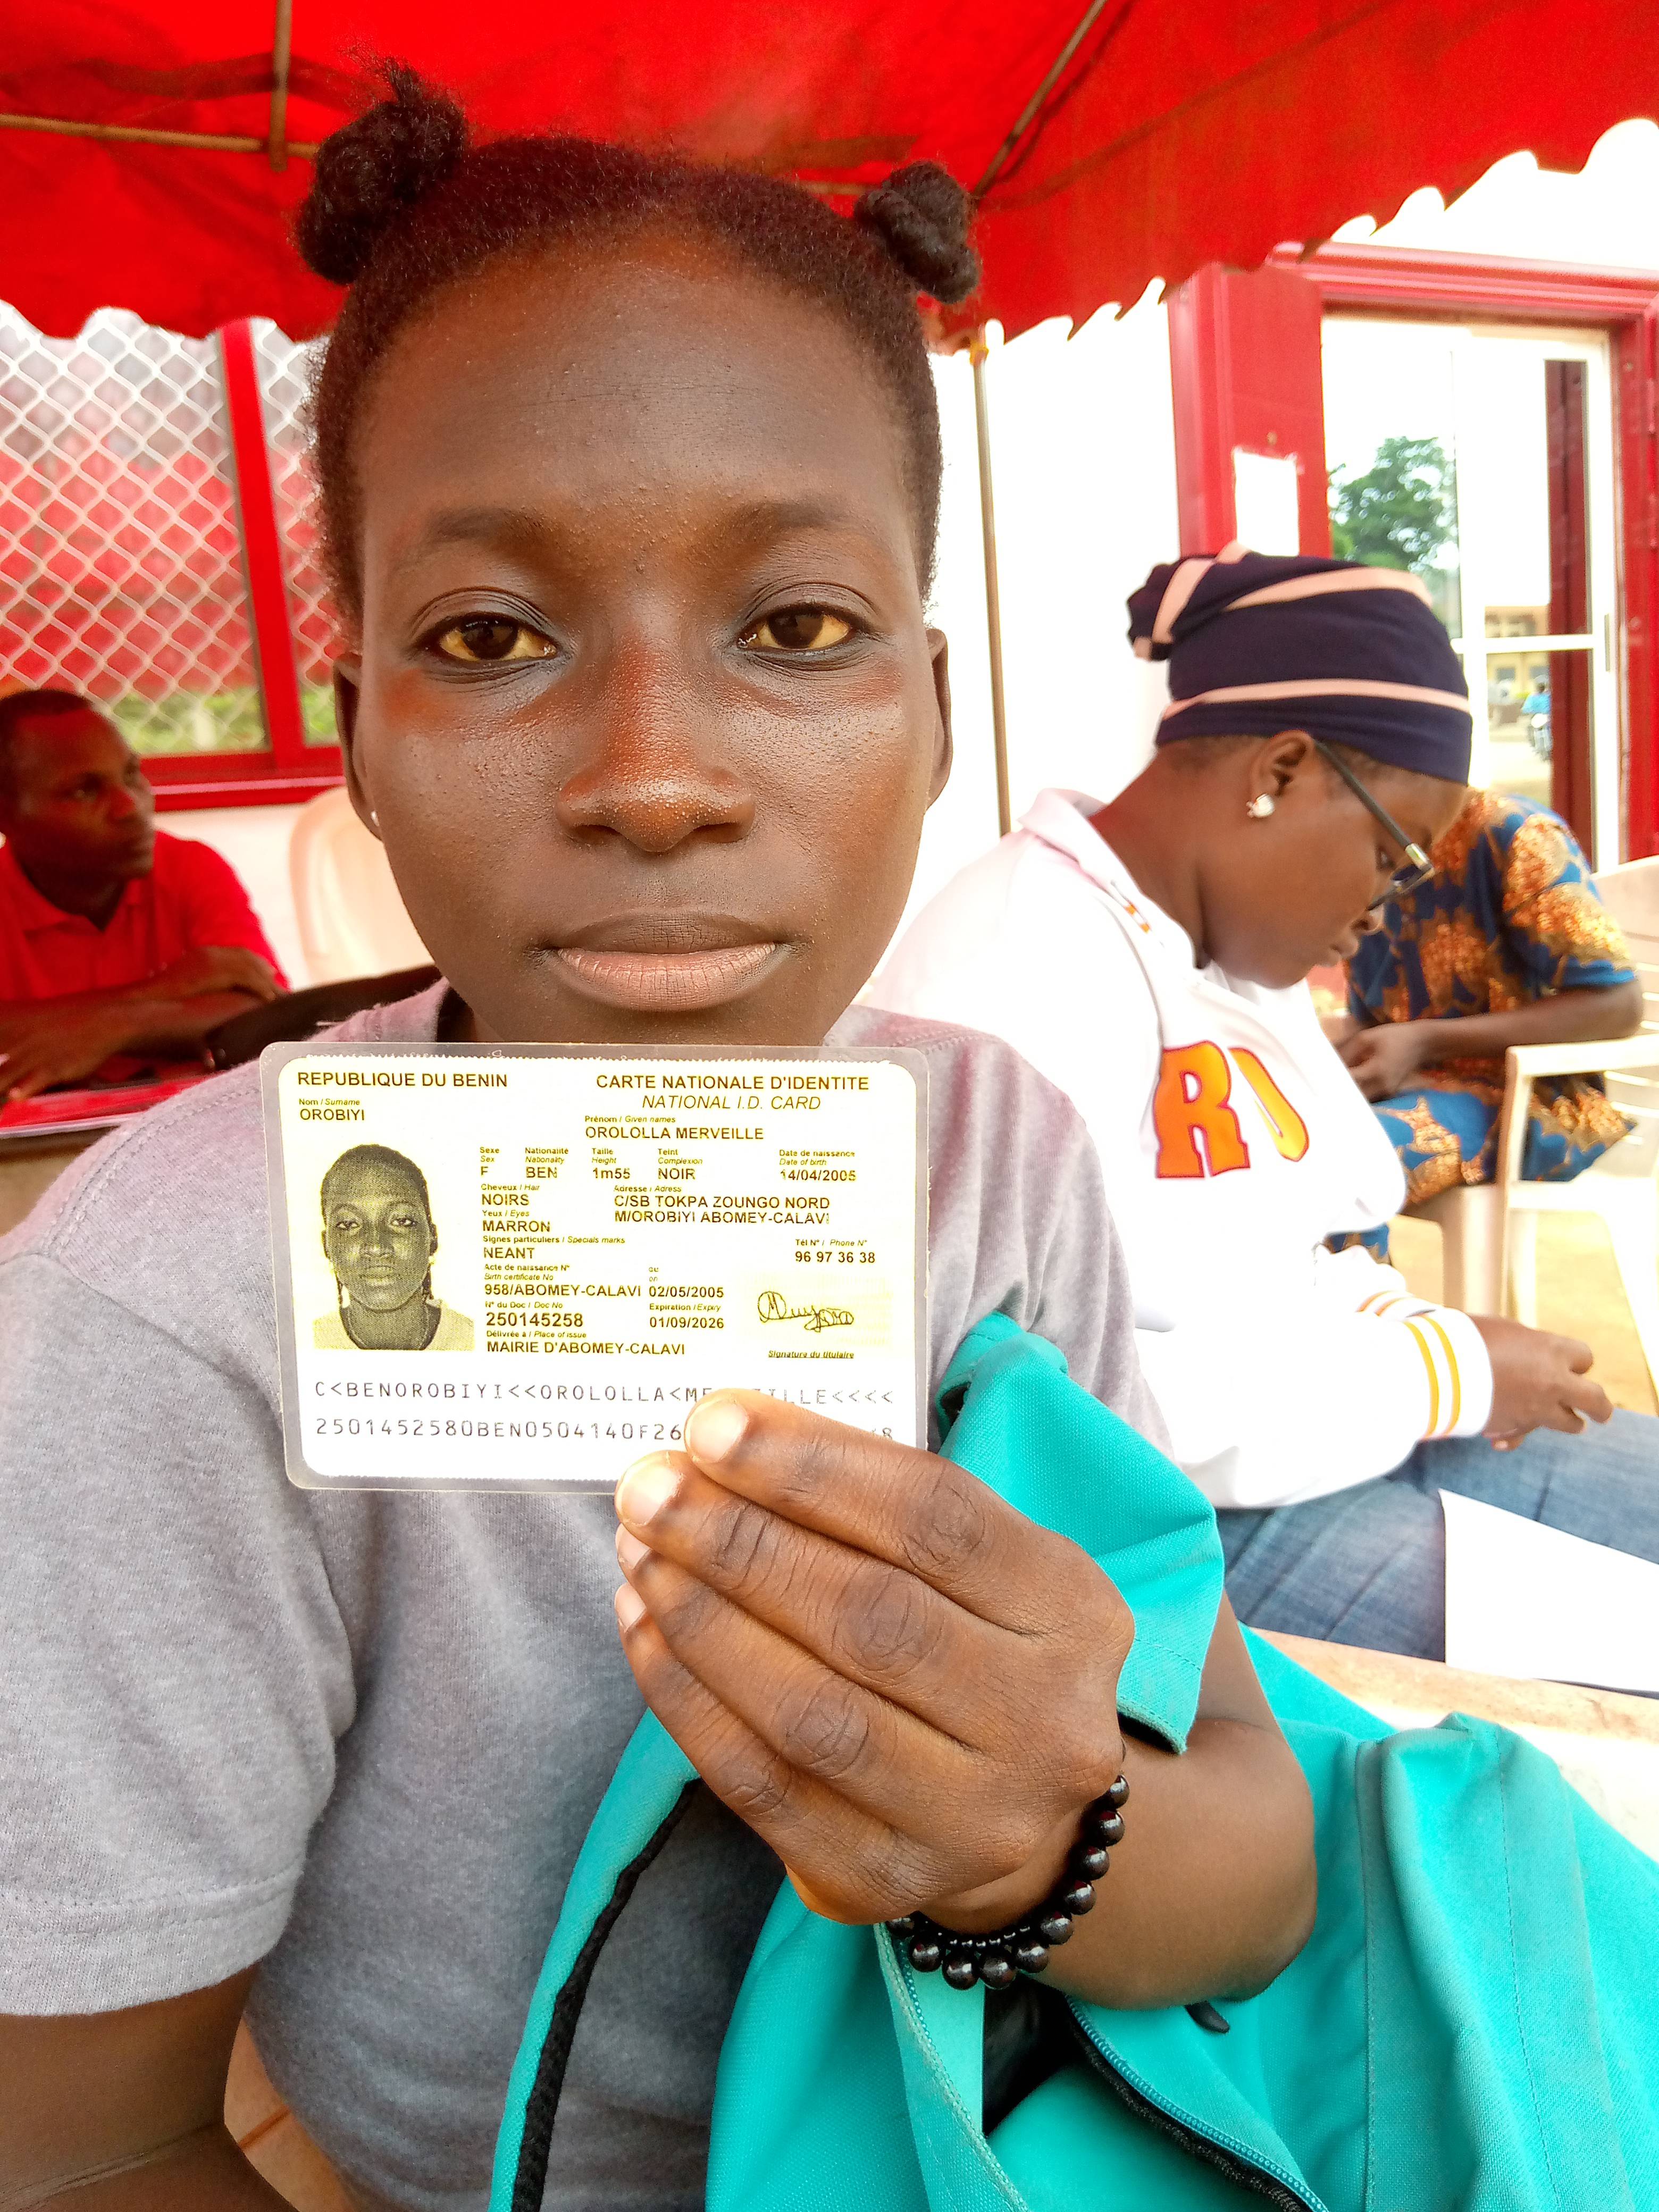 REPUBLIQUE DU BENIN
CARTE NATIONALE D'IDENTITE
NATIONAL I.D. CARD
Nom / Surname
OROBIYI
Prénom / Given names
OROLOLLA MERVEILLE
Sexe Nationalité Taille Teint Date de naissance
Sex Nationality Height Complexion Date of birth
F BEN 1m55 NOIR 14/04/2005
Cheveux / Hair Adresse / Adress
NOIRS C/SB TOKPA ZOUNGO NORD
Yeux / Eyes M/OROBIYI ABOMEY-CALAVI
MARRON
Signes particuliers / Specials marks Tél N° / Phone N°
NEANT 96 97 36 38
Acte de naissance N° du
Birth certificate No on
958/ABOMEY-CALAVI 02/05/2005
N° du Doc / Doc No Expiration / Expiry
250145258 01/09/2026
Délivrée à / Place of issue
MAIRIE D'ABOMEY-CALAVI
Signature du titulaire
C<BENOROBIYI<<OROLOLLA<ME ILLE<<<<
2501452580BEN0504140F26 8
RU